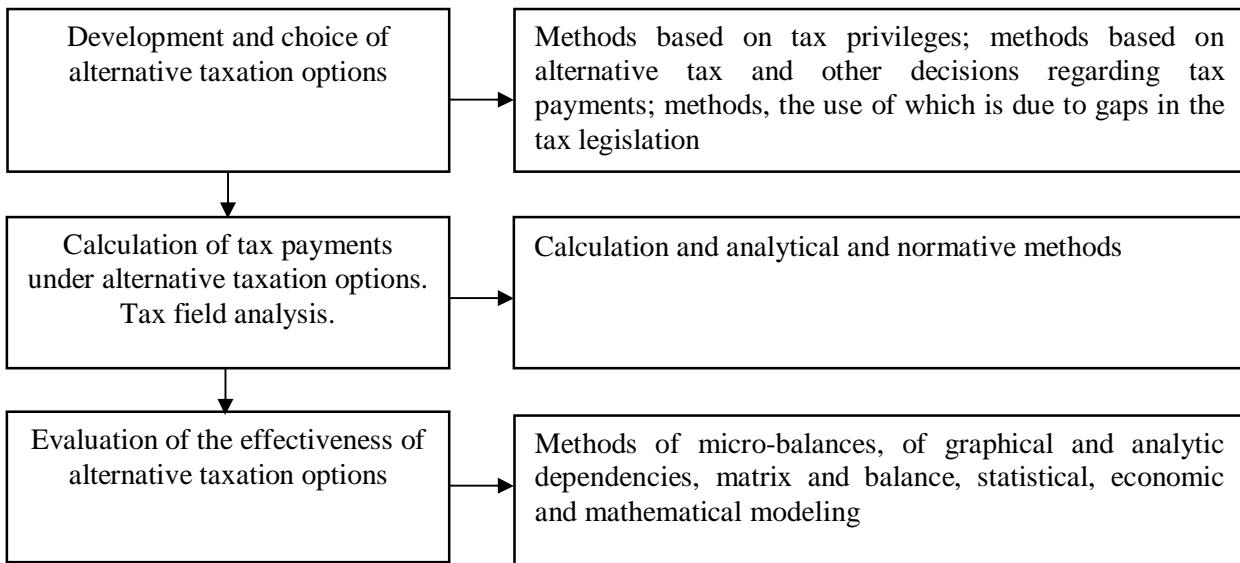 Development and choice of
alternative taxation options
Methods based on tax privileges; methods based on
alternative tax and other decisions regarding tax
payments; methods, the use of which is due to gaps in the
tax legislation
Calculation of tax payments
under alternative taxation options.
Tax field analysis.
Calculation and analytical and normative methods
Evaluation of the effectiveness of
alternative taxation options
Methods of micro-balances, of graphical and analytic
dependencies, matrix and balance, statistical, economic
and mathematical modeling